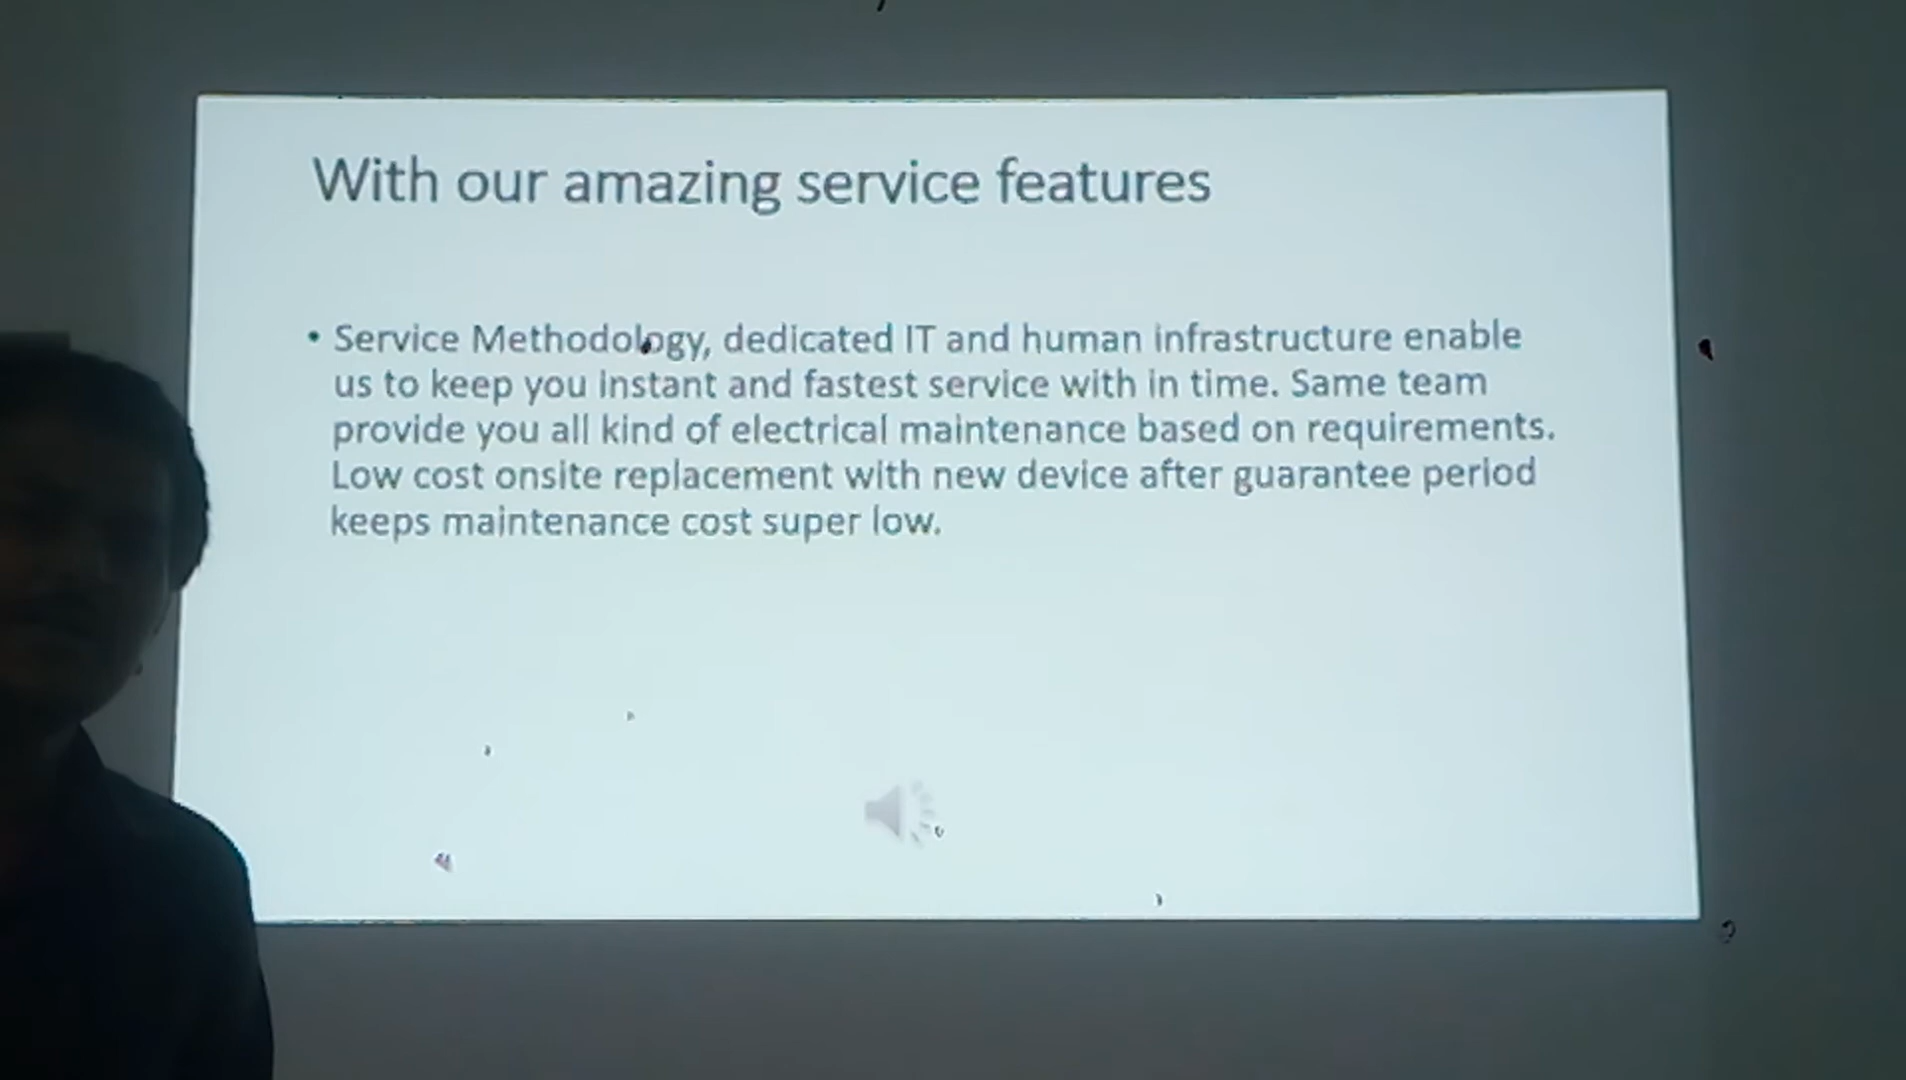 With our amazing service features
• Service Methodology, dedicated IT and human infrastructure enable
us to keep you instant and fastest service with in time. Same team
provide you all kind of electrical maintenance based on requirements.
Low cost onsite replacement with new device after guarantee period
keeps maintenance cost super low.